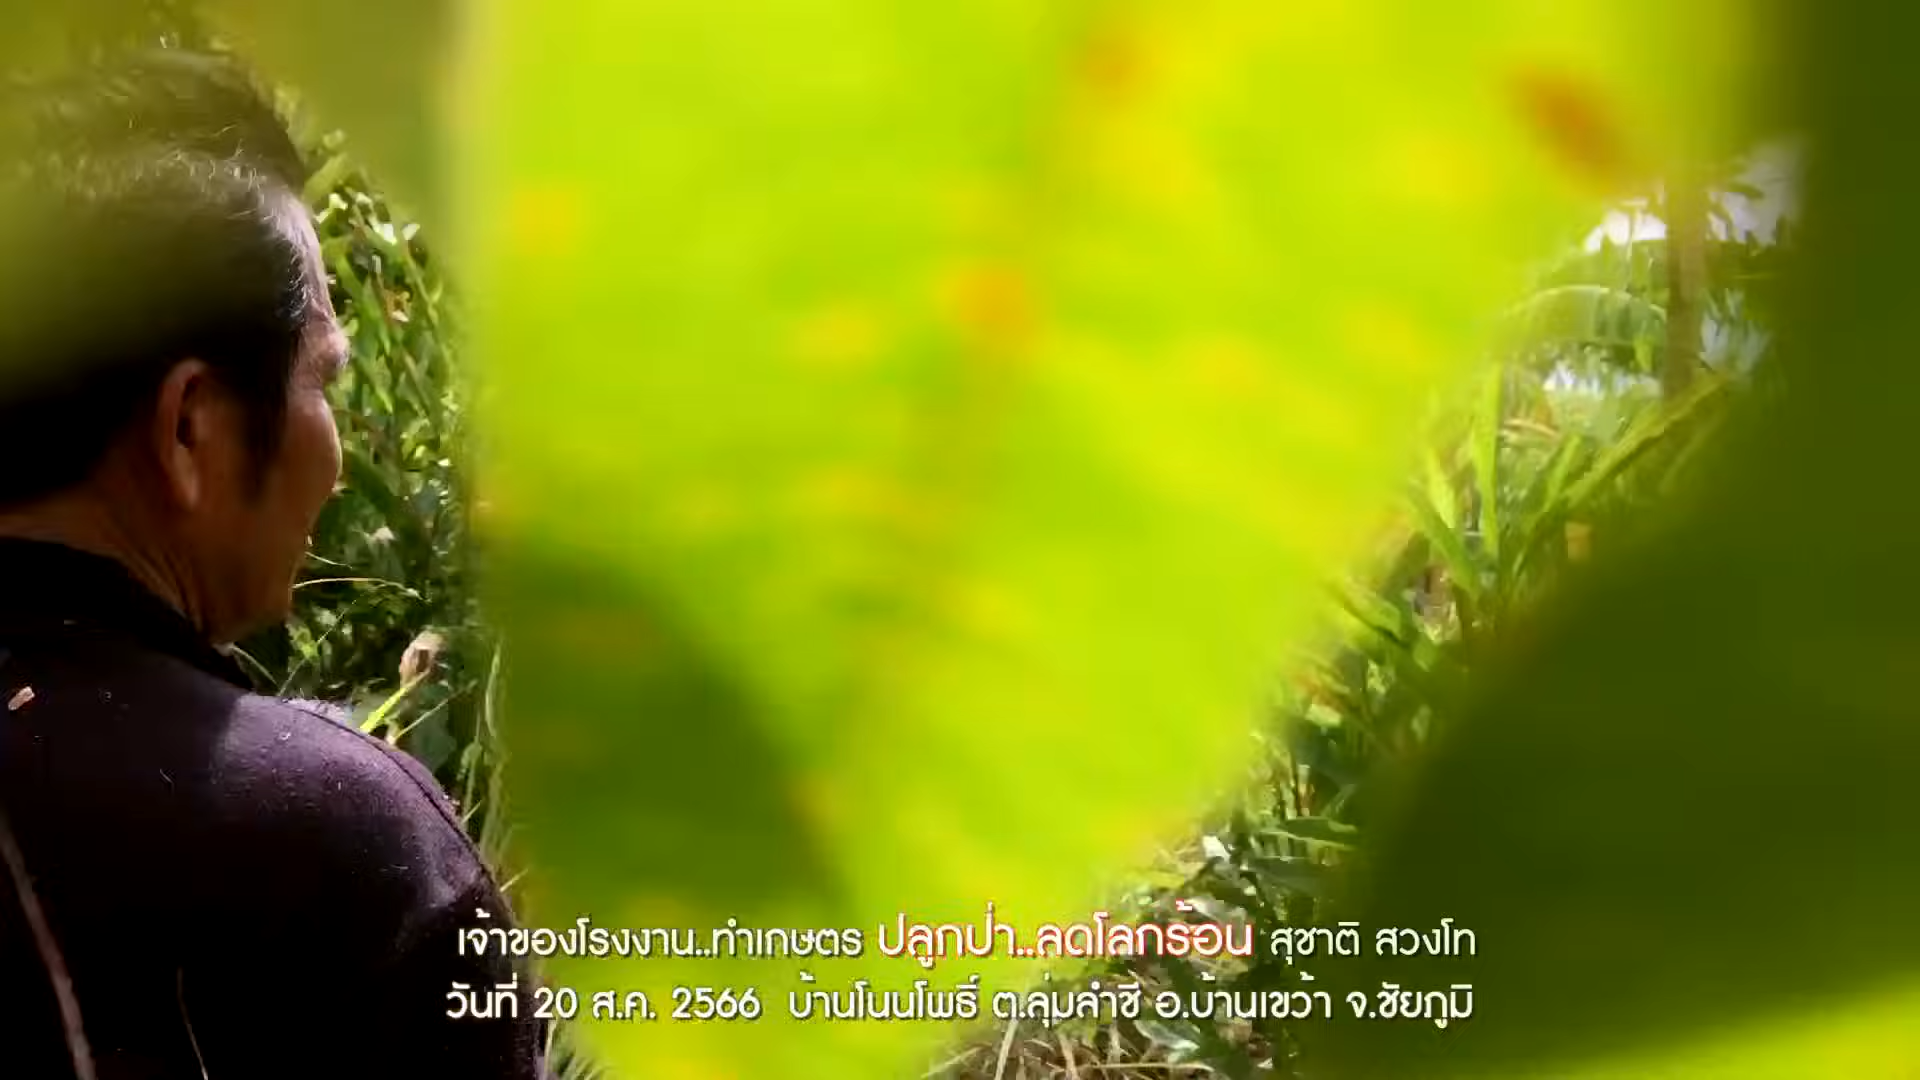 เจ้าของโรงงาน..ทำเกษตร ปลูกป่า..ลดโลกร้อน สุชาติ สวงโท
วันที่ 20 ส.ค. 2566 บ้านโนนโพธิ์ ต.ลุ่มลำชี อ.บ้านเขว้า จ.ชัยภูมิ